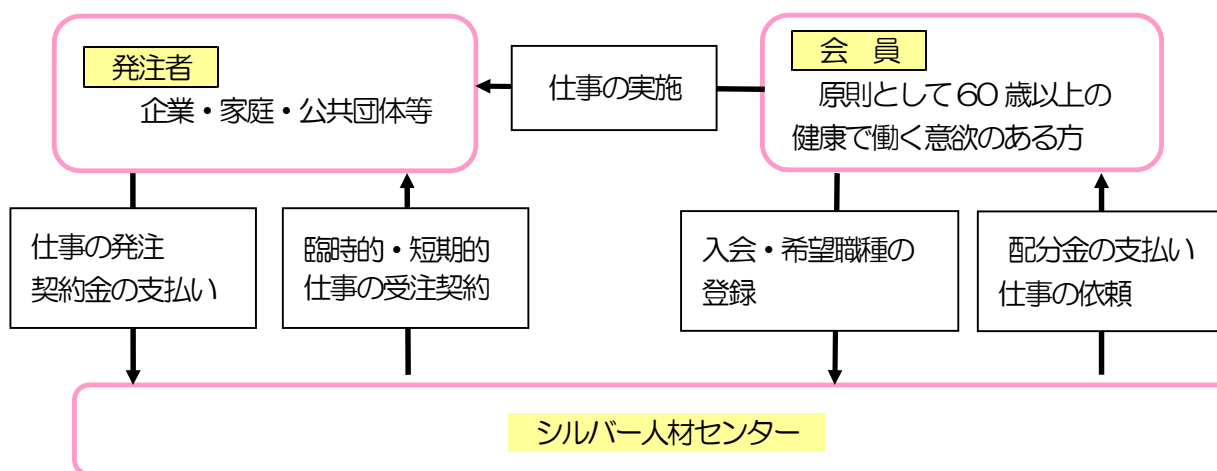 発注者
企業・家庭・公共団体等
仕事の実施
会　員
原則として60歳以上の
健康で働く意欲のある方
仕事の発注
契約金の支払い
臨時的・短期的
仕事の受注契約
入会・希望職種の
登録
配分金の支払い
仕事の依頼
シルバー人材センター